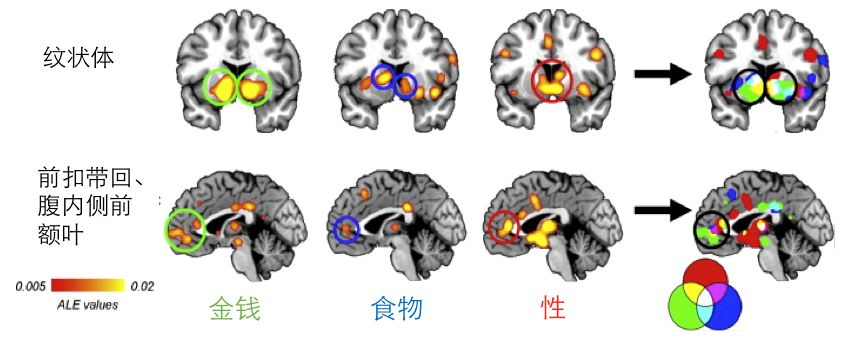 纹状体
前扣带回、
腹内侧前
额叶
0.005 0.02
ALE values
金钱
食物
性